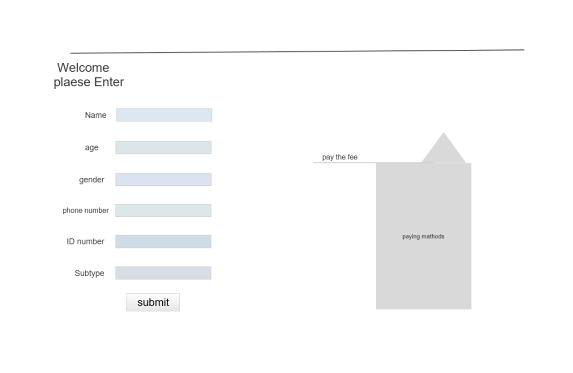 Welcome
plaese Enter
Name
age
gender
phone number
ID number
Subtype
submit
pay the fee
paying mathods